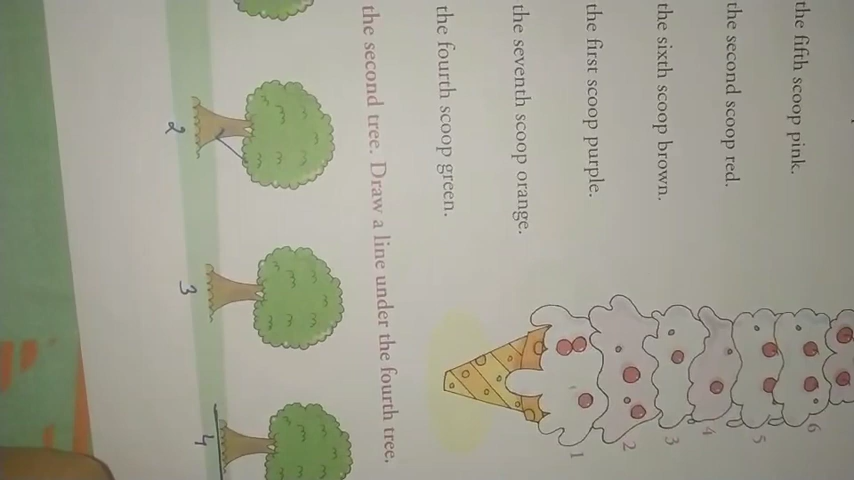 the fifth scoop pink.
the second scoop red.
the sixth scoop brown.
the first scoop purple.
the seventh scoop orange.
the fourth scoop green.
6
5
4
3
2
1
the second tree. Draw a line under the fourth tree.
2 3 4